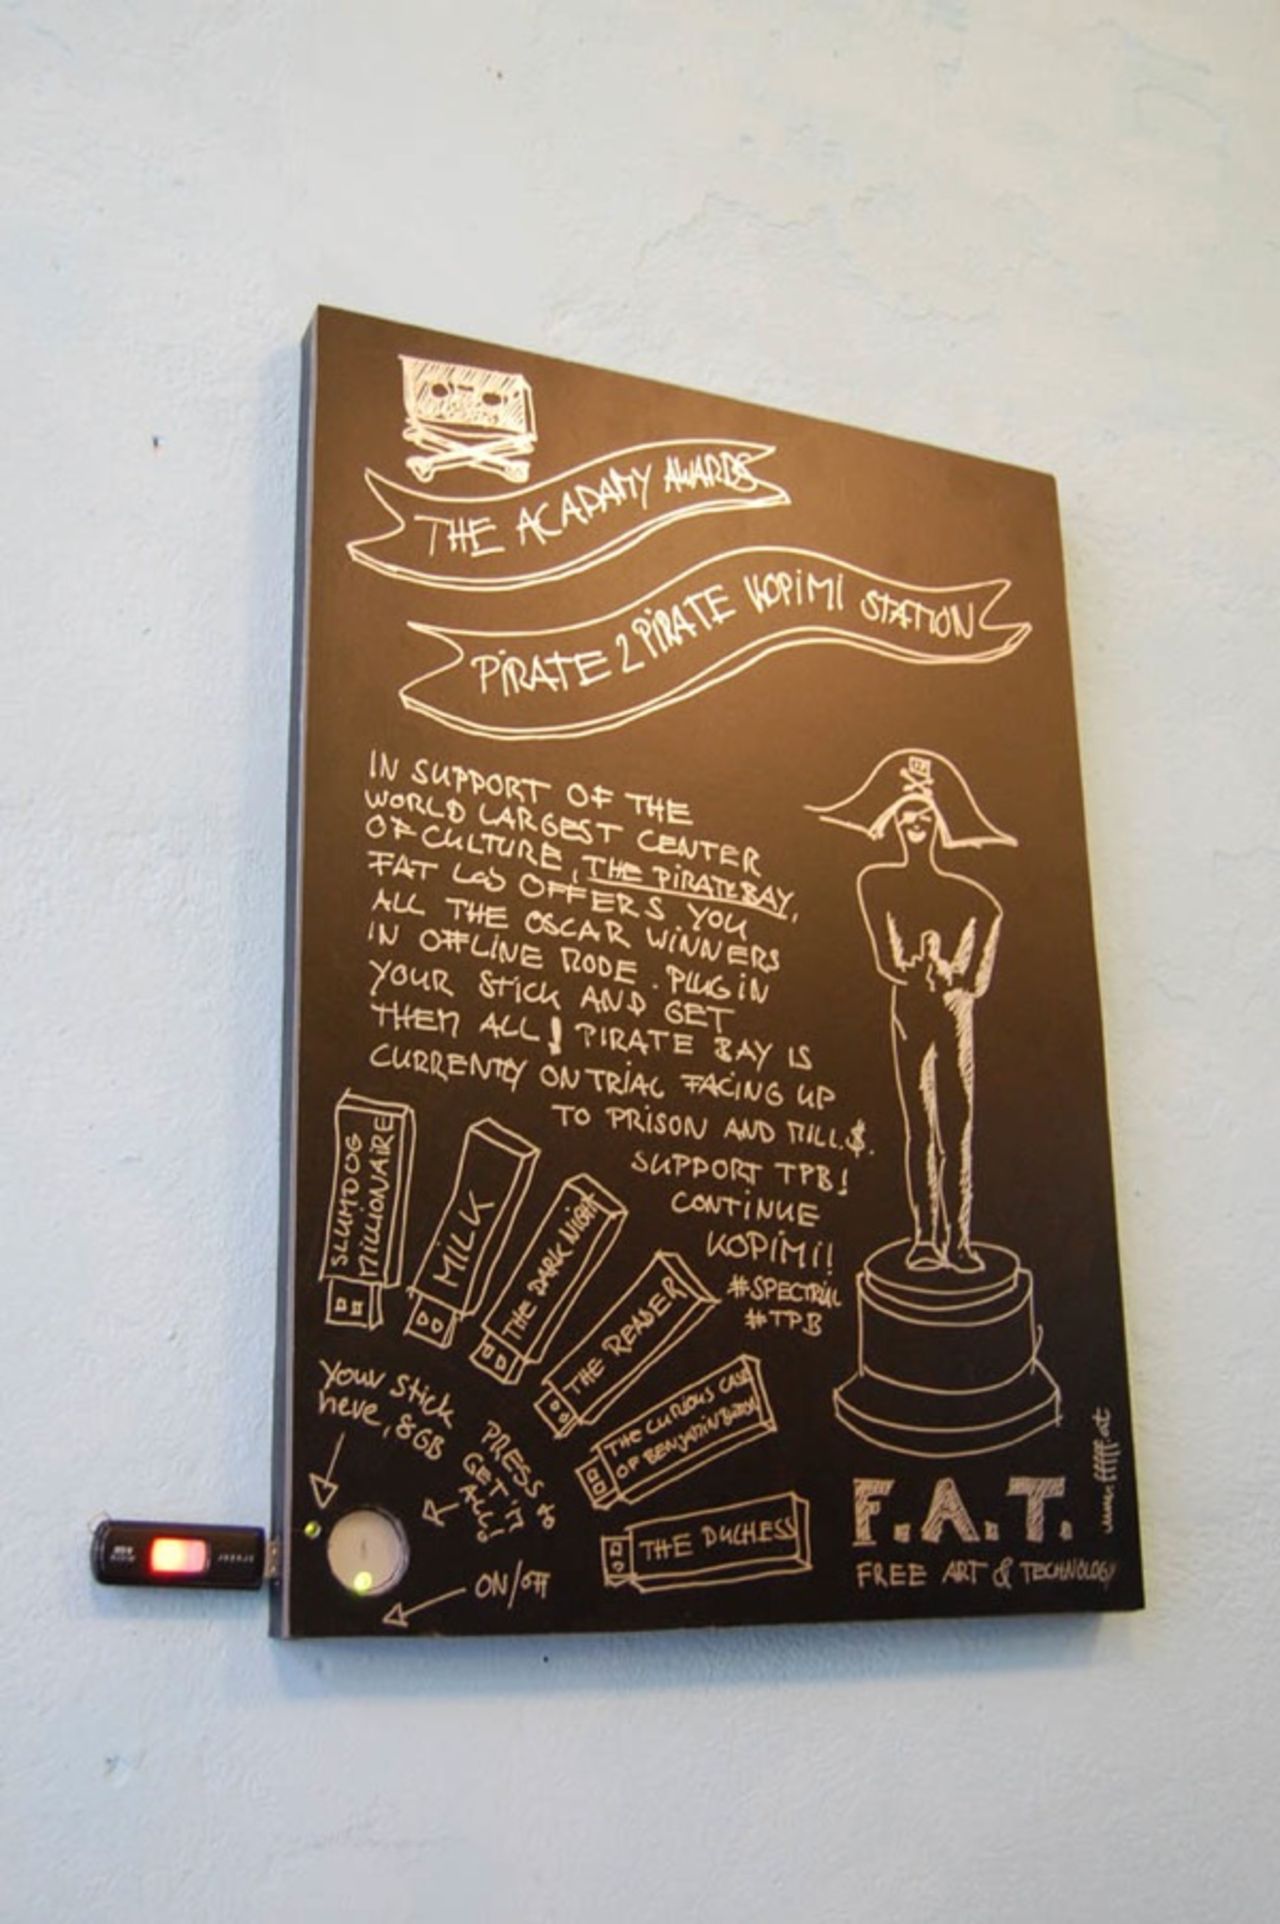 THE ACADAMY AWARDS
PIRATE 2 PIRATE KOPIMI STATION
IN SUPPORT OF THE
WORLD LARGEST CENTER
OF CULTURE, THE PIRATE BAY,
FAT Lab OFFERS YOU
ALL THE OSCAR WINNERS
IN OFFLINE MODE. PLUG IN
YOUR STICK AND GET
THEM ALL! PIRATE BAY IS
CURRENTLY ON TRIAL FACING UP
TO PRISON AND MILL.$.
SUPPORT TPB!
CONTINUE
KOPIMI!
#SPECTRIAL
#TPB
SLUMDOG
MILLIONAIRE
MILK
THE DARK NIGHT
THE READER
THE CURIOUS CASE
OF BENJAMIN BUTTON
THE DUCHESS
Your Stick
here, 8GB
PRESS to
GET 'M
ALL!
ON/OFF
F.A.T.
FREE ART & TECHNOLOGY